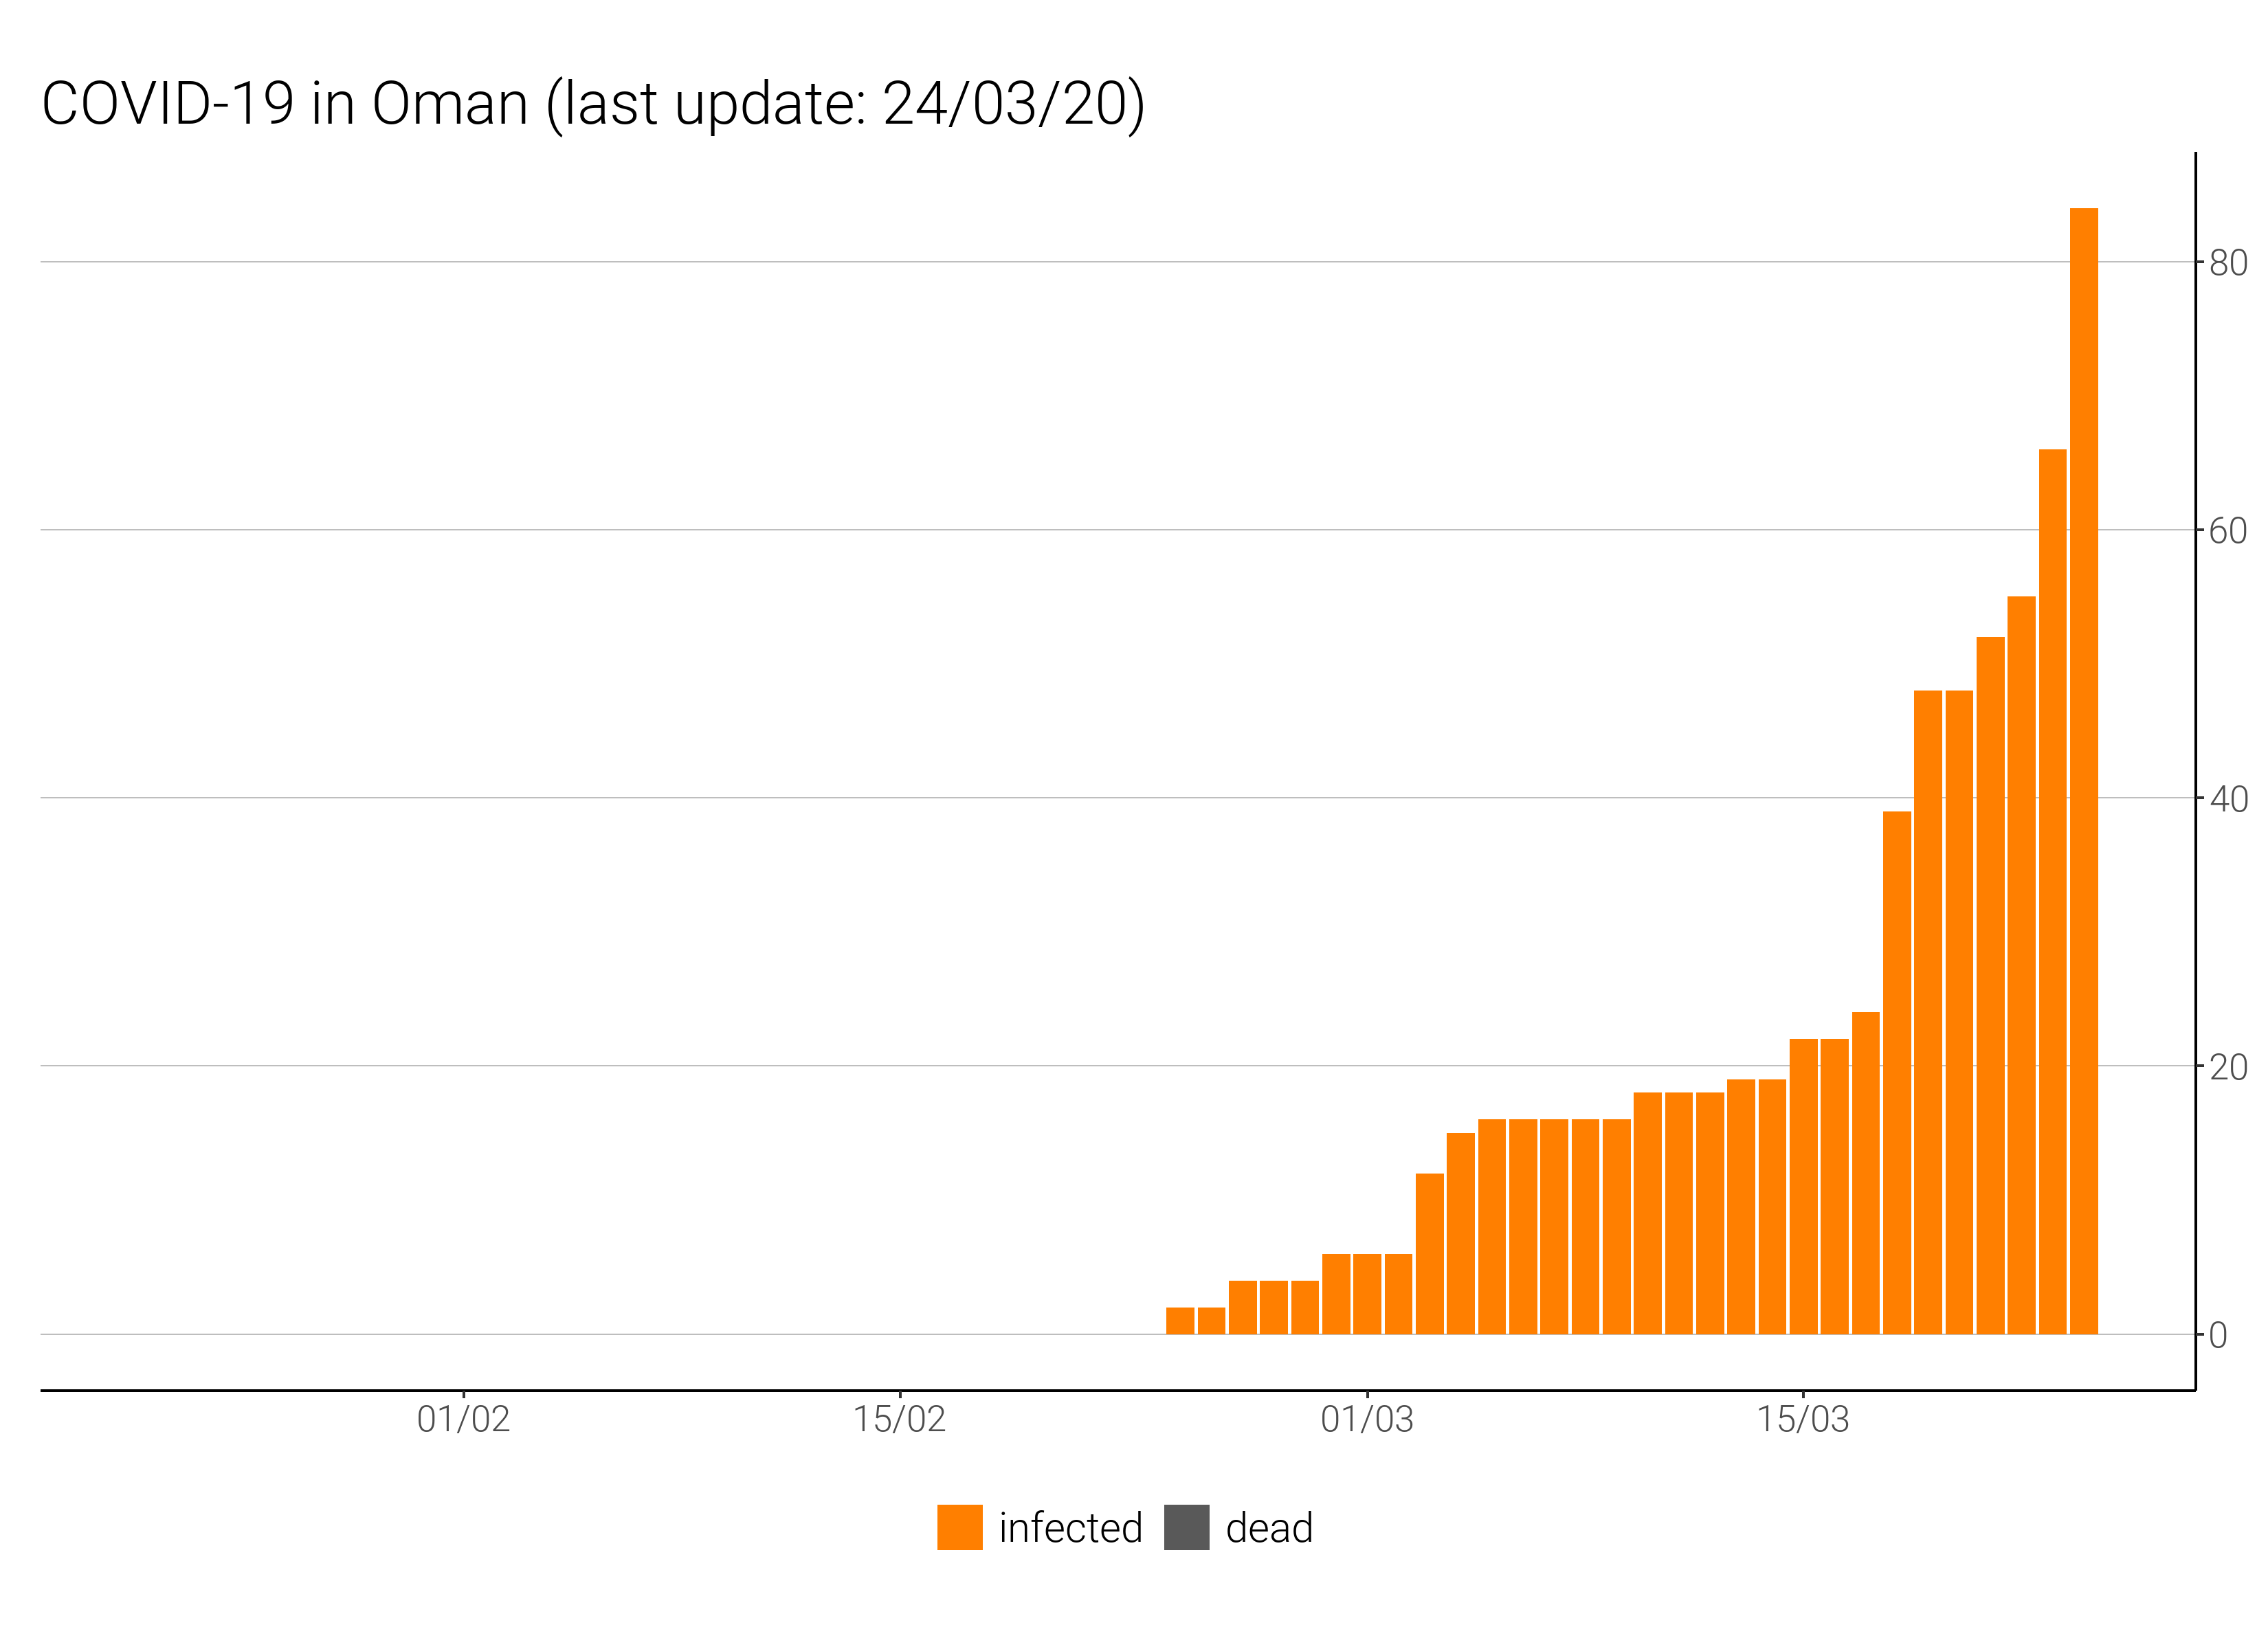 COVID-19 in Oman (last update: 24/03/20)
80
60
40
20
0
01/02 15/02 01/03 15/03
infected dead